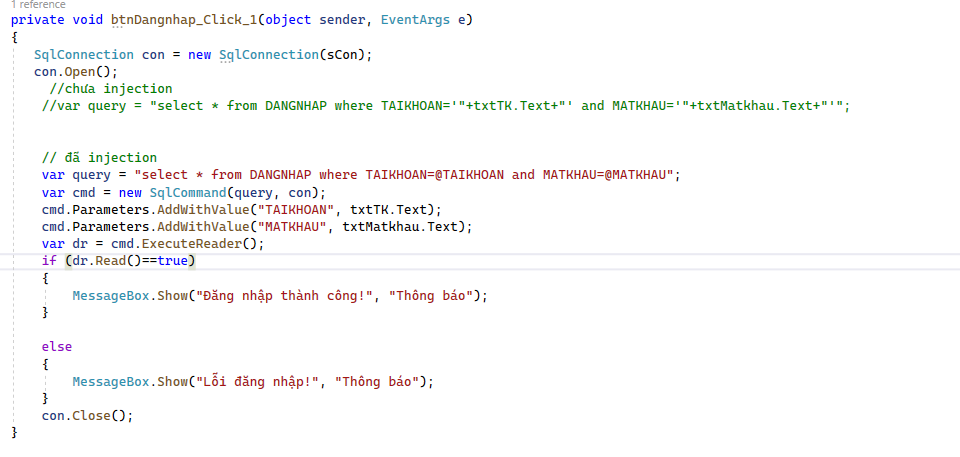 1 reference
private void btnDangnhap_Click_1(object sender, EventArgs e)
{
SqlConnection con = new SqlConnection(sCon);
con.Open();
//chưa injection
//var query = "select * from DANGNHAP where TAIKHOAN='"+txtTK.Text+"' and MATKHAU='"+txtMatkhau.Text+"'";
// đã injection
var query = "select * from DANGNHAP where TAIKHOAN=@TAIKHOAN and MATKHAU=@MATKHAU";
var cmd = new SqlCommand(query, con);
cmd.Parameters.AddWithValue("TAIKHOAN", txtTK.Text);
cmd.Parameters.AddWithValue("MATKHAU", txtMatkhau.Text);
var dr = cmd.ExecuteReader();
if (dr.Read()==true)
{
MessageBox.Show("Đăng nhập thành công!", "Thông báo");
}
else
{
MessageBox.Show("Lỗi đăng nhập!", "Thông báo");
}
con.Close();
}